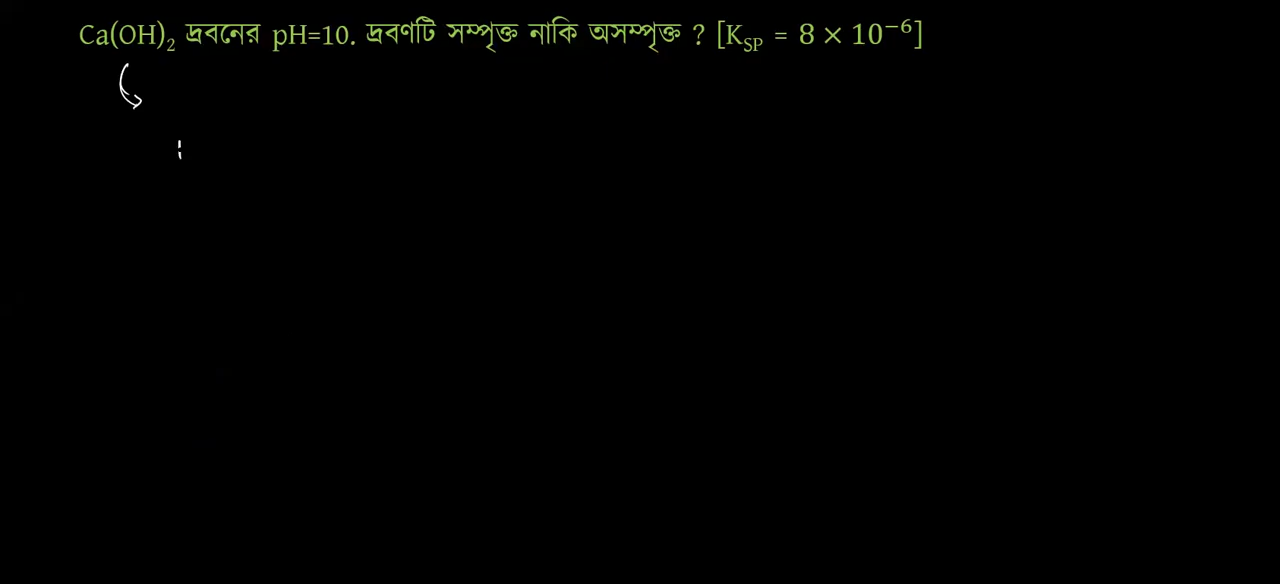 Ca(OH)₂ দ্রবনের pH=10. দ্রবণটি সম্পৃক্ত নাকি অসম্পৃক্ত ? [K_SP = 8 × 10⁻⁶]